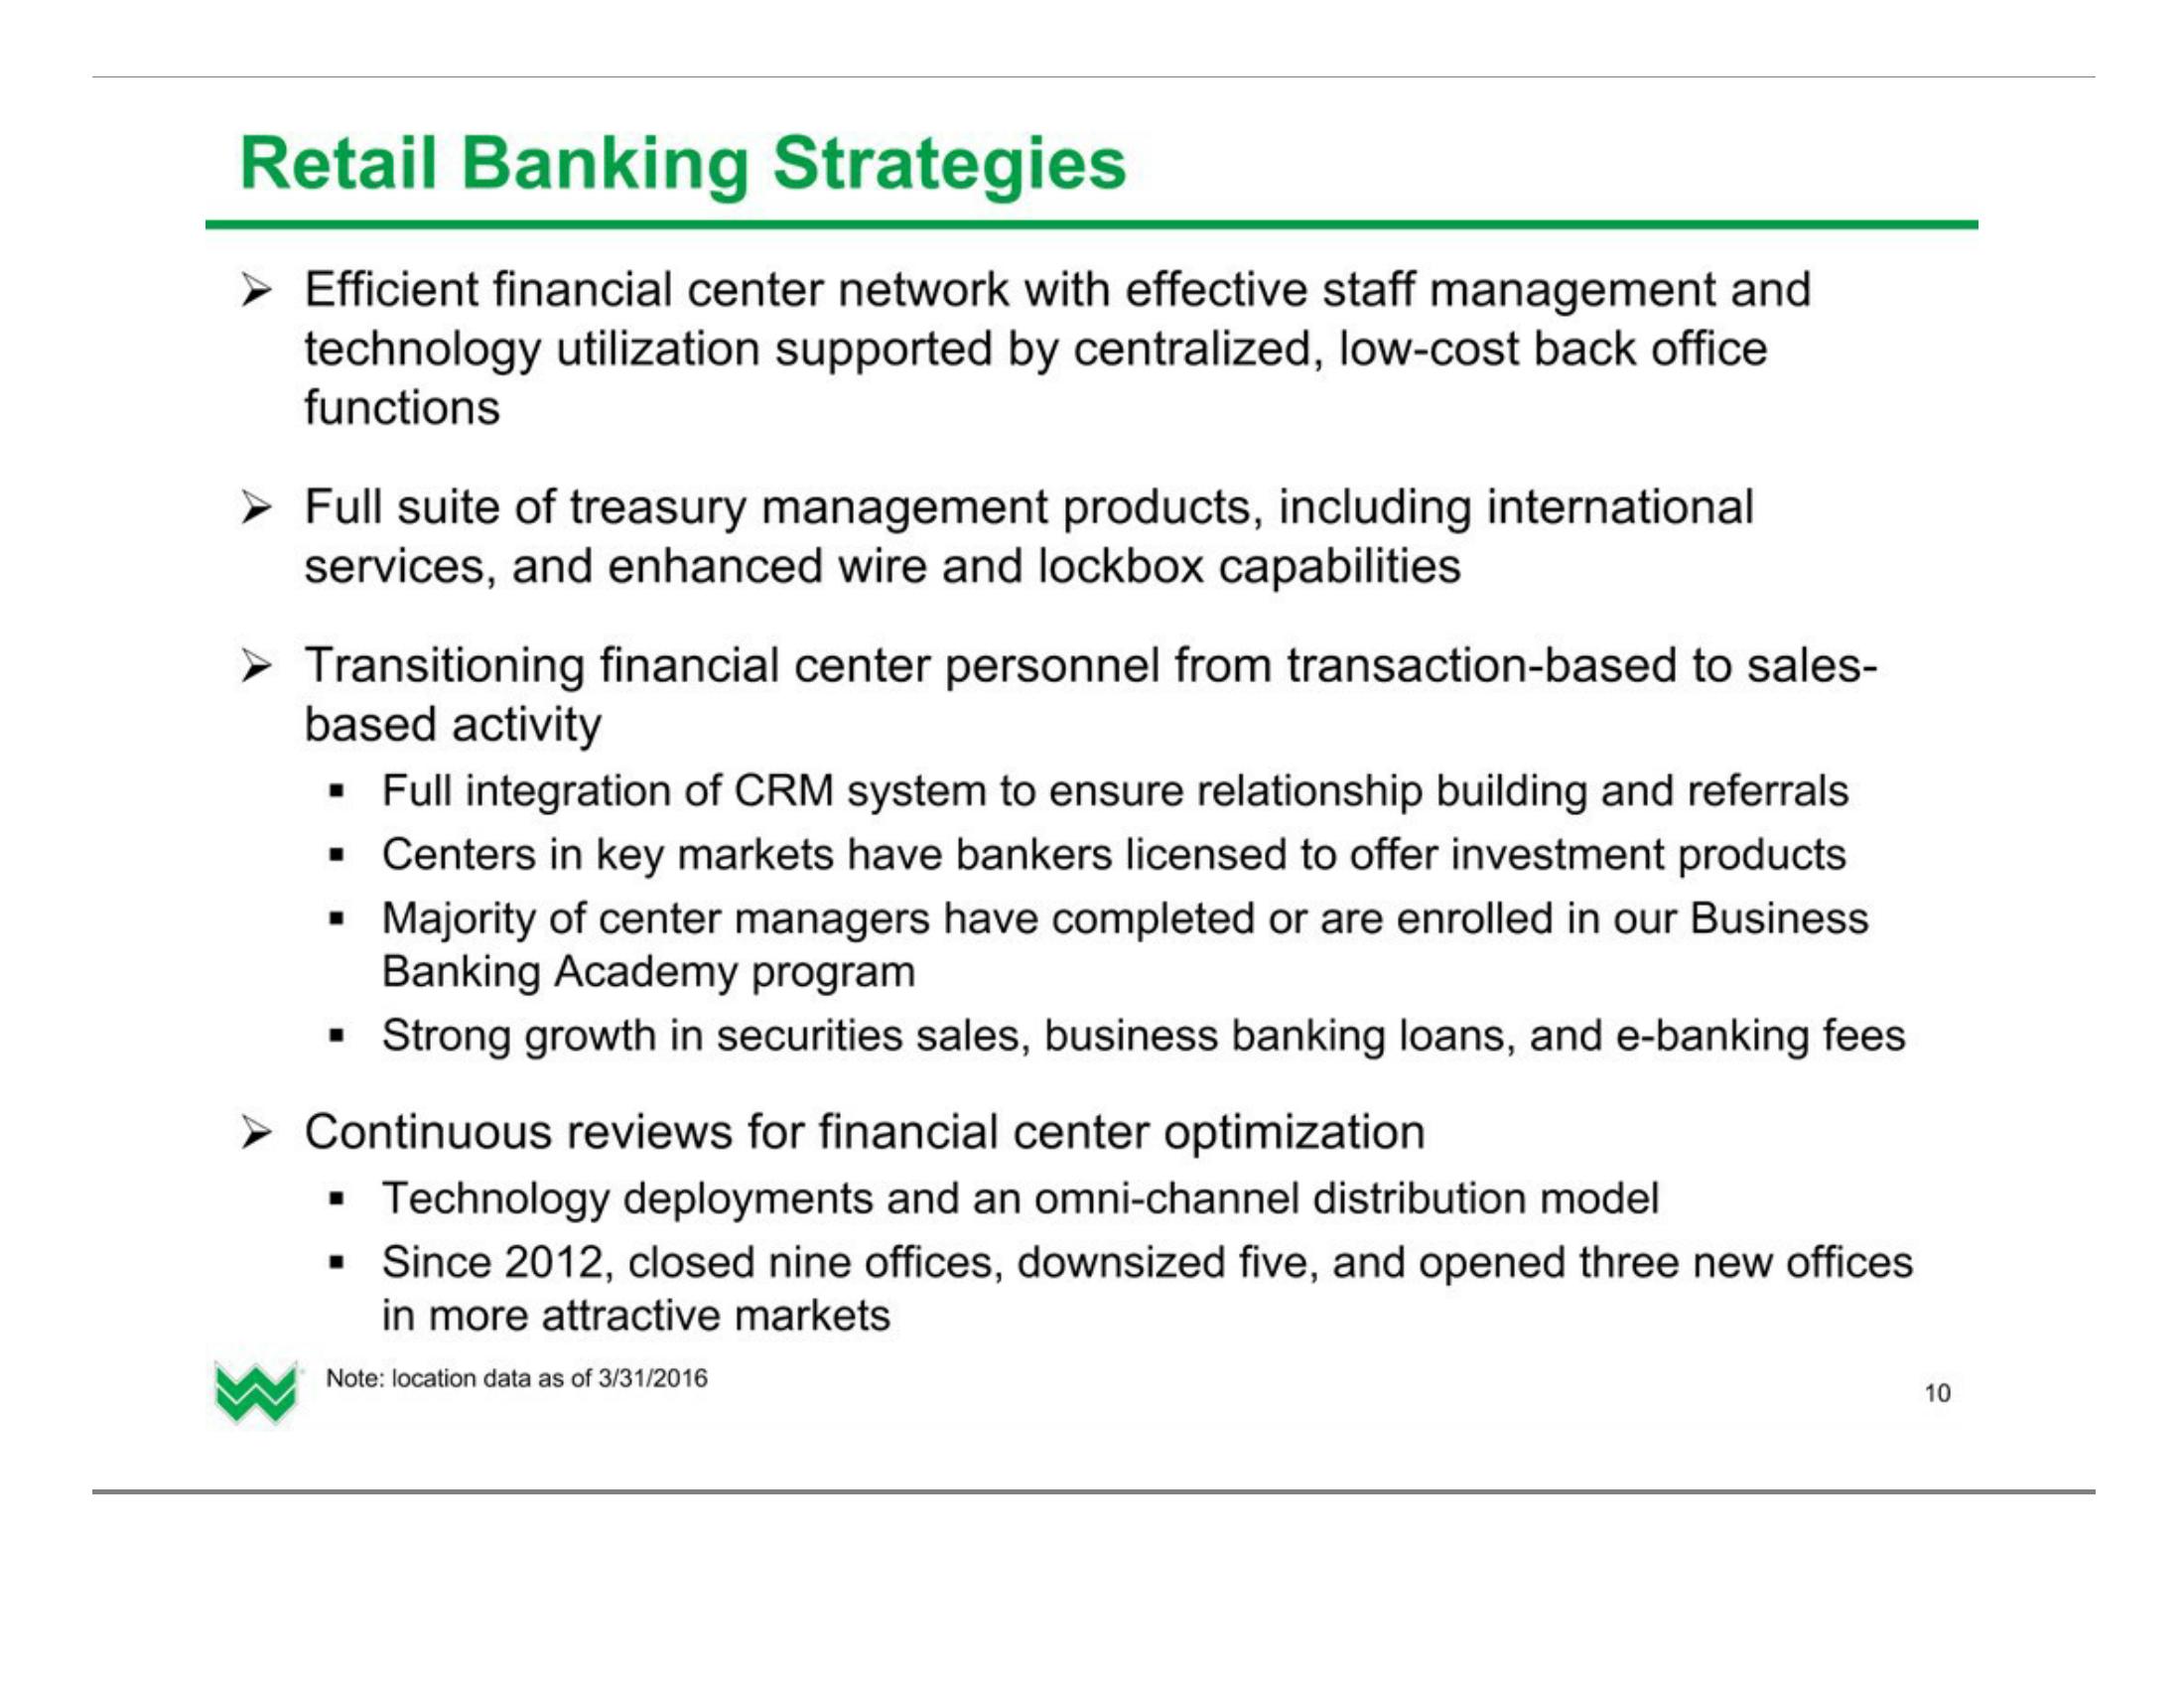 Retail Banking Strategies
➢ Efficient financial center network with effective staff management and
technology utilization supported by centralized, low-cost back office
functions
➢ Full suite of treasury management products, including international
services, and enhanced wire and lockbox capabilities
➢ Transitioning financial center personnel from transaction-based to sales-
based activity
▪ Full integration of CRM system to ensure relationship building and referrals
▪ Centers in key markets have bankers licensed to offer investment products
▪ Majority of center managers have completed or are enrolled in our Business
Banking Academy program
▪ Strong growth in securities sales, business banking loans, and e-banking fees
➢ Continuous reviews for financial center optimization
▪ Technology deployments and an omni-channel distribution model
▪ Since 2012, closed nine offices, downsized five, and opened three new offices
in more attractive markets
Note: location data as of 3/31/2016
10